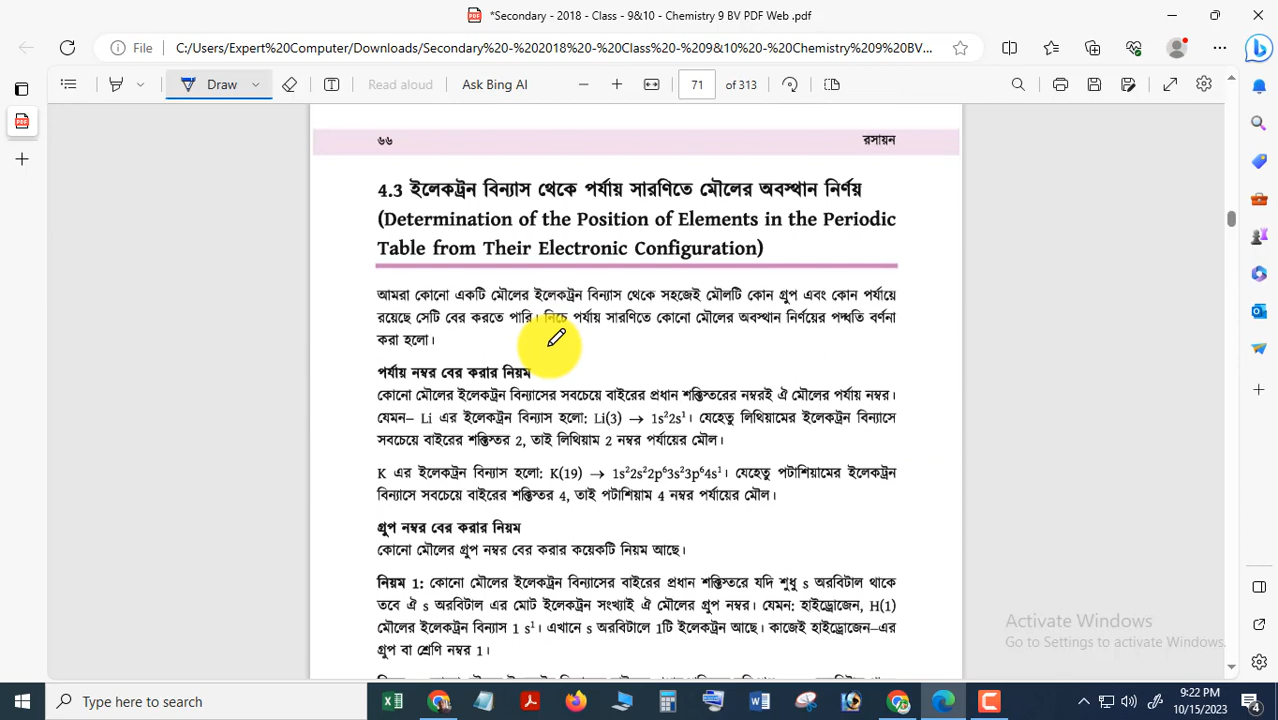 *Secondary - 2018 - Class - 9&10 - Chemistry 9 BV PDF Web .pdf
File C:/Users/Expert%20Computer/Downloads/Secondary%20-%202018%20-%20Class%20-%209&10%20-%20Chemistry%209%20BV...
Draw Read aloud Ask Bing AI 71 of 313
৬৬ রসায়ন
4.3 ইলেকট্রন বিন্যাস থেকে পর্যায় সারণিতে মৌলের অবস্থান নির্ণয়
(Determination of the Position of Elements in the Periodic
Table from Their Electronic Configuration)
আমরা কোনো একটি মৌলের ইলেকট্রন বিন্যাস থেকে সহজেই মৌলটি কোন গ্রুপ এবং কোন পর্যায়ে
রয়েছে সেটি বের করতে পারি। নিচে পর্যায় সারণিতে কোনো মৌলের অবস্থান নির্ণয়ের পদ্ধতি বর্ণনা
করা হলো।
পর্যায় নম্বর বের করার নিয়ম
কোনো মৌলের ইলেকট্রন বিন্যাসের সবচেয়ে বাইরের প্রধান শক্তিস্তরের নম্বরই ঐ মৌলের পর্যায় নম্বর।
যেমন– Li এর ইলেকট্রন বিন্যাস হলো: Li(3) → 1s²2s¹। যেহেতু লিথিয়ামের ইলেকট্রন বিন্যাসে
সবচেয়ে বাইরের শক্তিস্তর 2, তাই লিথিয়াম 2 নম্বর পর্যায়ের মৌল।
K এর ইলেকট্রন বিন্যাস হলো: K(19) → 1s²2s²2p⁶3s²3p⁶4s¹। যেহেতু পটাশিয়ামের ইলেকট্রন
বিন্যাসে সবচেয়ে বাইরের শক্তিস্তর 4, তাই পটাশিয়াম 4 নম্বর পর্যায়ের মৌল।
গ্রুপ নম্বর বের করার নিয়ম
কোনো মৌলের গ্রুপ নম্বর বের করার কয়েকটি নিয়ম আছে।
নিয়ম 1: কোনো মৌলের ইলেকট্রন বিন্যাসের বাইরের প্রধান শক্তিস্তরে যদি শুধু s অরবিটাল থাকে
তবে ঐ s অরবিটাল এর মোট ইলেকট্রন সংখ্যাই ঐ মৌলের গ্রুপ নম্বর। যেমন: হাইড্রোজেন, H(1)
মৌলের ইলেকট্রন বিন্যাস 1 s¹। এখানে s অরবিটালে 1টি ইলেকট্রন আছে। কাজেই হাইড্রোজেন–এর
গ্রুপ বা শ্রেণি নম্বর 1।
Activate Windows
Go to Settings to activate Windows.
Type here to search
9:22 PM
10/15/2023
4